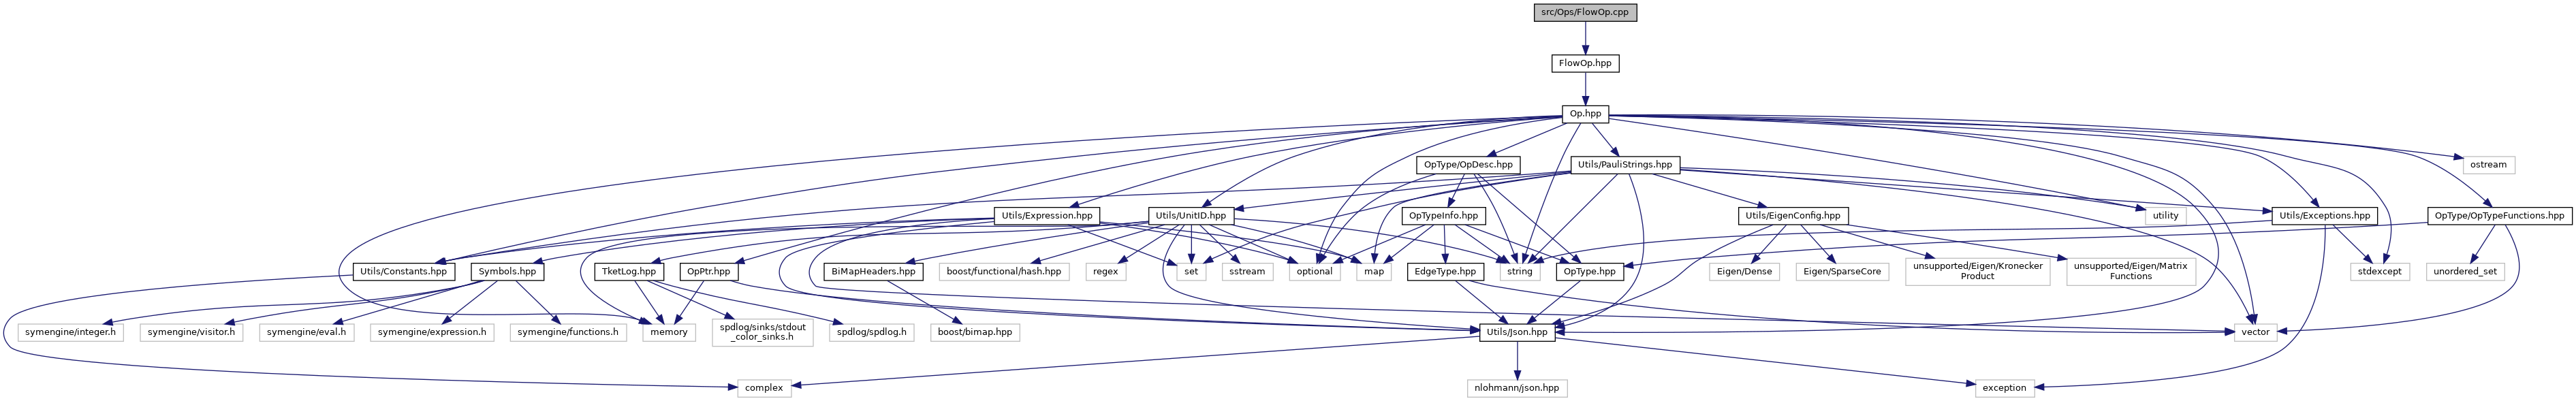 src/Ops/FlowOp.cpp
FlowOp.hpp
Op.hpp
OpType/OpDesc.hpp
Utils/PauliStrings.hpp
ostream
Utils/Expression.hpp
Utils/UnitID.hpp
OpTypeInfo.hpp
Utils/EigenConfig.hpp
utility
Utils/Exceptions.hpp
OpType/OpTypeFunctions.hpp
Utils/Constants.hpp
Symbols.hpp
TketLog.hpp
OpPtr.hpp
BiMapHeaders.hpp
boost/functional/hash.hpp
regex
set
sstream
optional
map
EdgeType.hpp
string
OpType.hpp
Eigen/Dense
Eigen/SparseCore
unsupported/Eigen/Kronecker
Product
unsupported/Eigen/Matrix
Functions
stdexcept
unordered_set
symengine/integer.h
symengine/visitor.h
symengine/eval.h
symengine/expression.h
symengine/functions.h
memory
spdlog/sinks/stdout
_color_sinks.h
spdlog/spdlog.h
boost/bimap.hpp
Utils/Json.hpp
vector
complex
nlohmann/json.hpp
exception